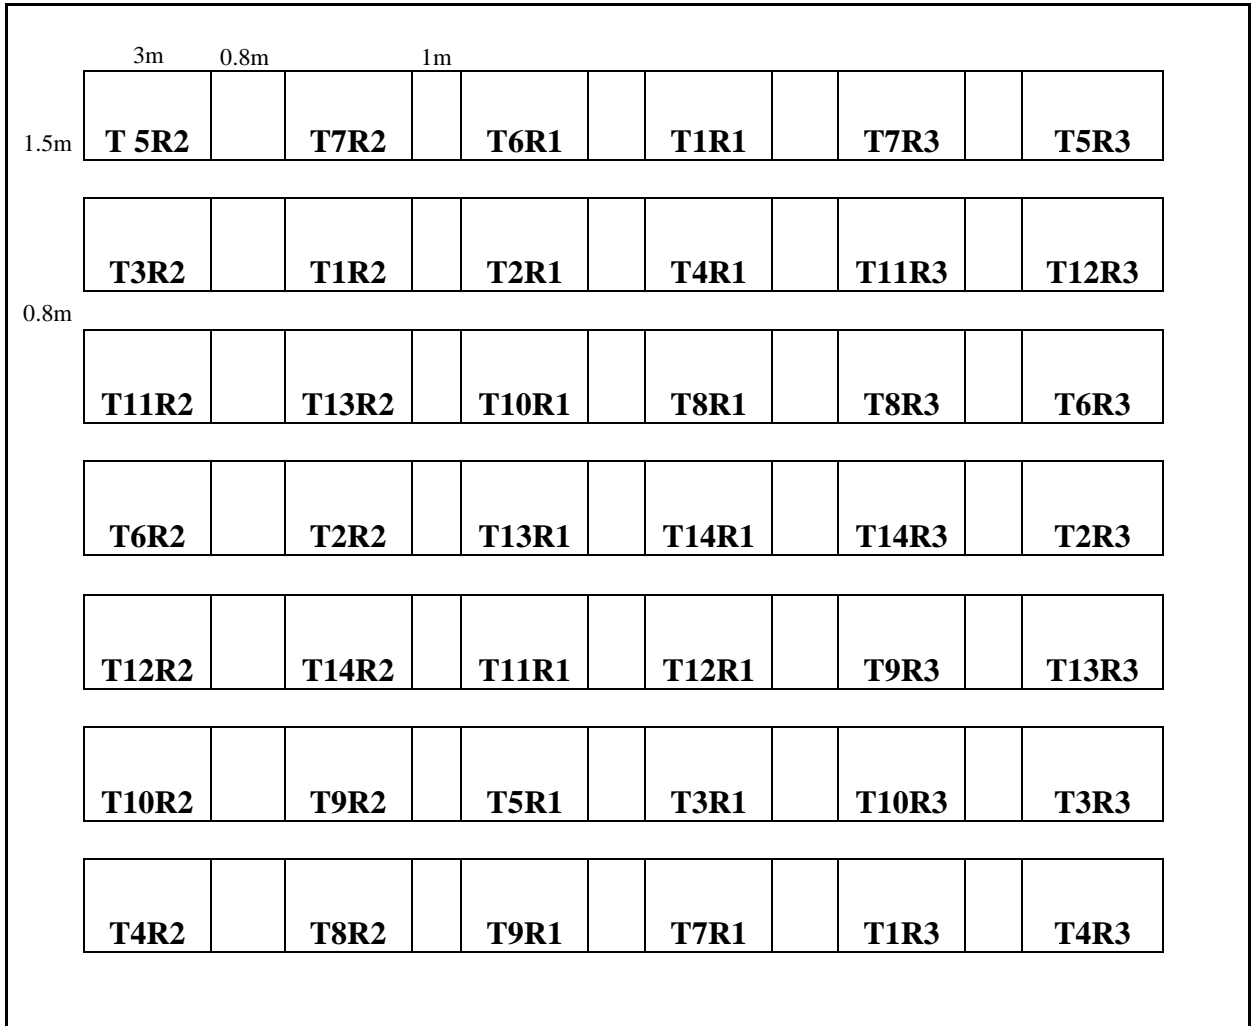 3m 0.8m 1m
1.5m T 5R2 T7R2 T6R1 T1R1 T7R3 T5R3
T3R2 T1R2 T2R1 T4R1 T11R3 T12R3
0.8m
T11R2 T13R2 T10R1 T8R1 T8R3 T6R3
T6R2 T2R2 T13R1 T14R1 T14R3 T2R3
T12R2 T14R2 T11R1 T12R1 T9R3 T13R3
T10R2 T9R2 T5R1 T3R1 T10R3 T3R3
T4R2 T8R2 T9R1 T7R1 T1R3 T4R3